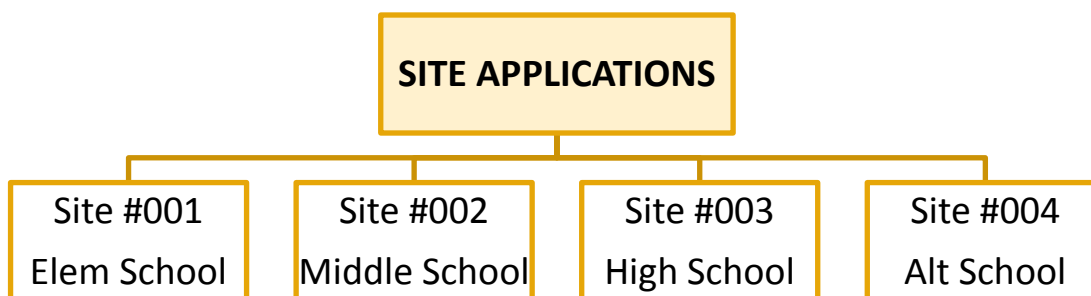 SITE APPLICATIONS
Site #001
Elem School
Site #002
Middle School
Site #003
High School
Site #004
Alt School